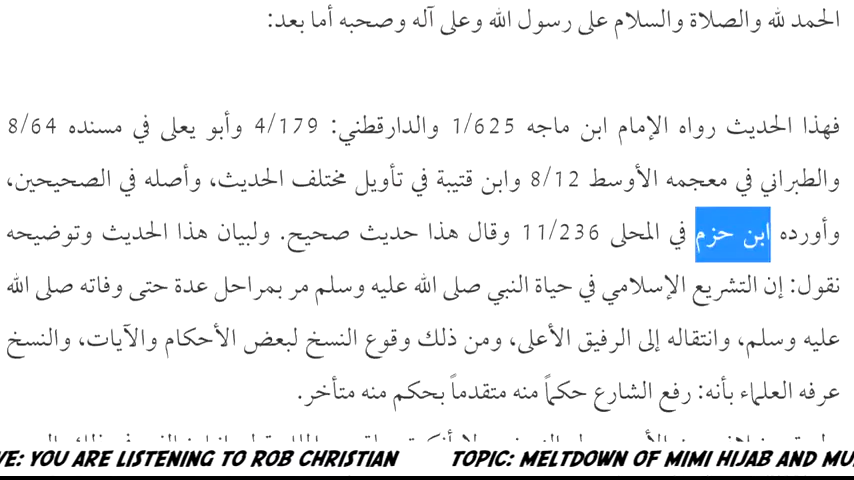 الحمد لله والصلاة والسلام على رسول الله وعلى آله وصحبه أما بعد:
فهذا الحديث رواه الإمام ابن ماجه 1/625 والدارقطني: 4/179 وأبو يعلى في مسنده 8/64
والطبراني في معجمه الأوسط 8/12 وابن قتيبة في تأويل مختلف الحديث، وأصله في الصحيحين،
وأورده ابن حزم في المحلى 11/236 وقال هذا حديث صحيح. ولبيان هذا الحديث وتوضيحه
نقول: إن التشريع الإسلامي في حياة النبي صلى الله عليه وسلم مر بمراحل عدة حتى وفاته صلى الله
عليه وسلم، وانتقاله إلى الرفيق الأعلى، ومن ذلك وقوع النسخ لبعض الأحكام والآيات، والنسخ
عرفه العلماء بأنه: رفع الشارع حكماً منه متقدماً بحكم منه متأخر.
VE: YOU ARE LISTENING TO ROB CHRISTIAN TOPIC: MELTDOWN OF MIMI HIJAB AND MU